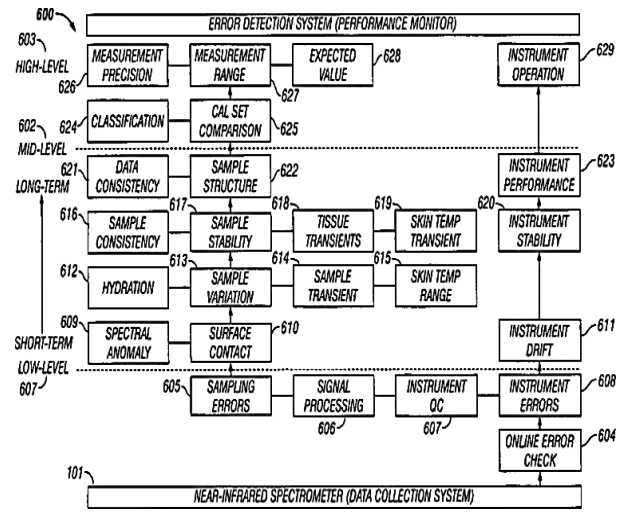 600
ERROR DETECTION SYSTEM (PERFORMANCE MONITOR)
603
HIGH-LEVEL
MEASUREMENT PRECISION
626
MEASUREMENT RANGE
627
EXPECTED VALUE
628
INSTRUMENT OPERATION
629
624
CLASSIFICATION
CAL SET COMPARISON
625
602
MID-LEVEL
621
LONG-TERM
DATA CONSISTENCY
SAMPLE STRUCTURE
622
INSTRUMENT PERFORMANCE
623
616
SAMPLE CONSISTENCY
617
SAMPLE STABILITY
618
TISSUE TRANSIENTS
619
SKIN TEMP TRANSIENT
620
INSTRUMENT STABILITY
612
HYDRATION
613
SAMPLE VARIATION
614
SAMPLE TRANSIENT
615
SKIN TEMP RANGE
609
SHORT-TERM
SPECTRAL ANOMALY
SURFACE CONTACT
610
INSTRUMENT DRIFT
611
LOW-LEVEL
607
605
SAMPLING ERRORS
SIGNAL PROCESSING
606
INSTRUMENT QC
607
INSTRUMENT ERRORS
608
ONLINE ERROR CHECK
604
101
NEAR-INFRARED SPECTROMETER (DATA COLLECTION SYSTEM)